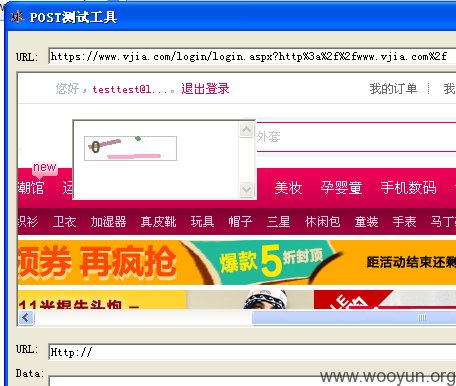 POST测试工具
URL: https://www.vjia.com/login/login.aspx?http%3a%2f%2fwww.vjia.com%2f
您好，testtest@l...。退出登录 我的订单 | 我
外套
0
new
潮馆 运 美妆 孕婴童 手机数码
织衫 卫衣 加湿器 真皮靴 玩具 帽子 三星 休闲包 童装 手表 马丁
领券 再疯抢 爆款5折封顶 距活动结束还剩
11光棍牛头炮
URL: Http://
Data:
www.wooyun.org